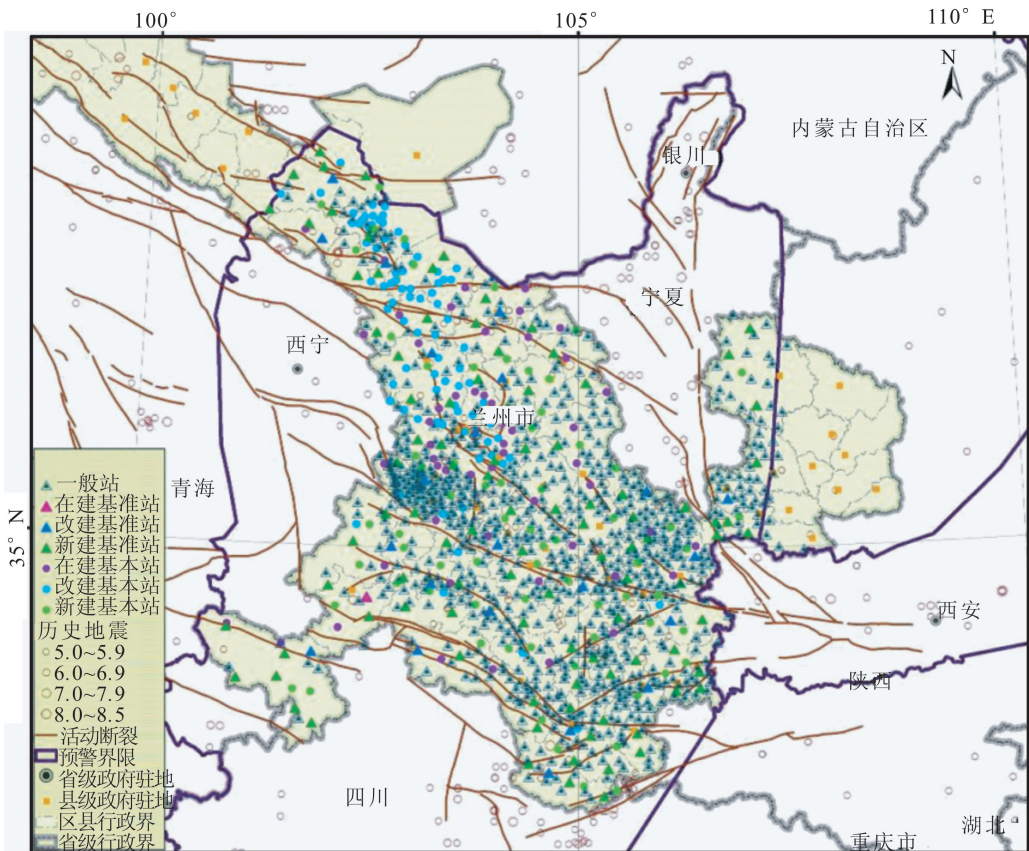 100°
105°
110° E
N
内蒙古自治区
银川
宁夏
西宁
兰州市
青海
35° N
西安
陕西
四川
重庆市
湖北
一般站
在建基准站
改建基准站
新建基准站
在建基本站
改建基本站
新建基本站
历史地震
5.0~5.9
6.0~6.9
7.0~7.9
8.0~8.5
活动断裂
预警界限
省级政府驻地
县级政府驻地
区县行政界
省级行政界